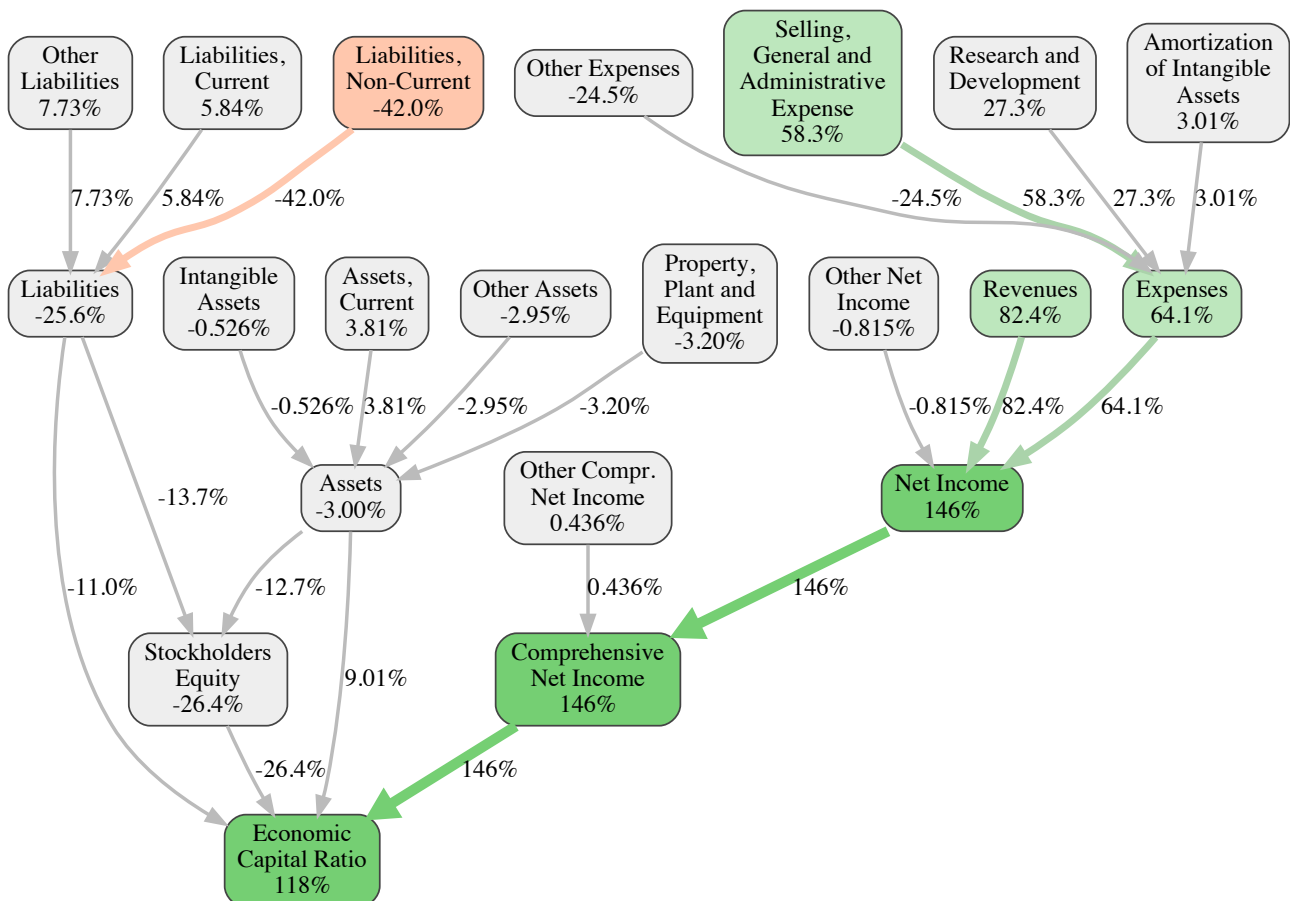 Other
Liabilities
7.73%
Liabilities,
Current
5.84%
Liabilities,
Non-Current
-42.0%
Other Expenses
-24.5%
Selling,
General and
Administrative
Expense
58.3%
Research and
Development
27.3%
Amortization
of Intangible
Assets
3.01%
7.73%
5.84%
-42.0%
-24.5%
58.3%
27.3%
3.01%
Liabilities
-25.6%
Intangible
Assets
-0.526%
Assets,
Current
3.81%
Other Assets
-2.95%
Property,
Plant and
Equipment
-3.20%
Other Net
Income
-0.815%
Revenues
82.4%
Expenses
64.1%
-0.526%
3.81%
-2.95%
-3.20%
-0.815%
82.4%
64.1%
-13.7%
Assets
-3.00%
Other Compr.
Net Income
0.436%
Net Income
146%
-11.0%
-12.7%
0.436%
146%
Stockholders
Equity
-26.4%
9.01%
Comprehensive
Net Income
146%
-26.4%
146%
Economic
Capital Ratio
118%